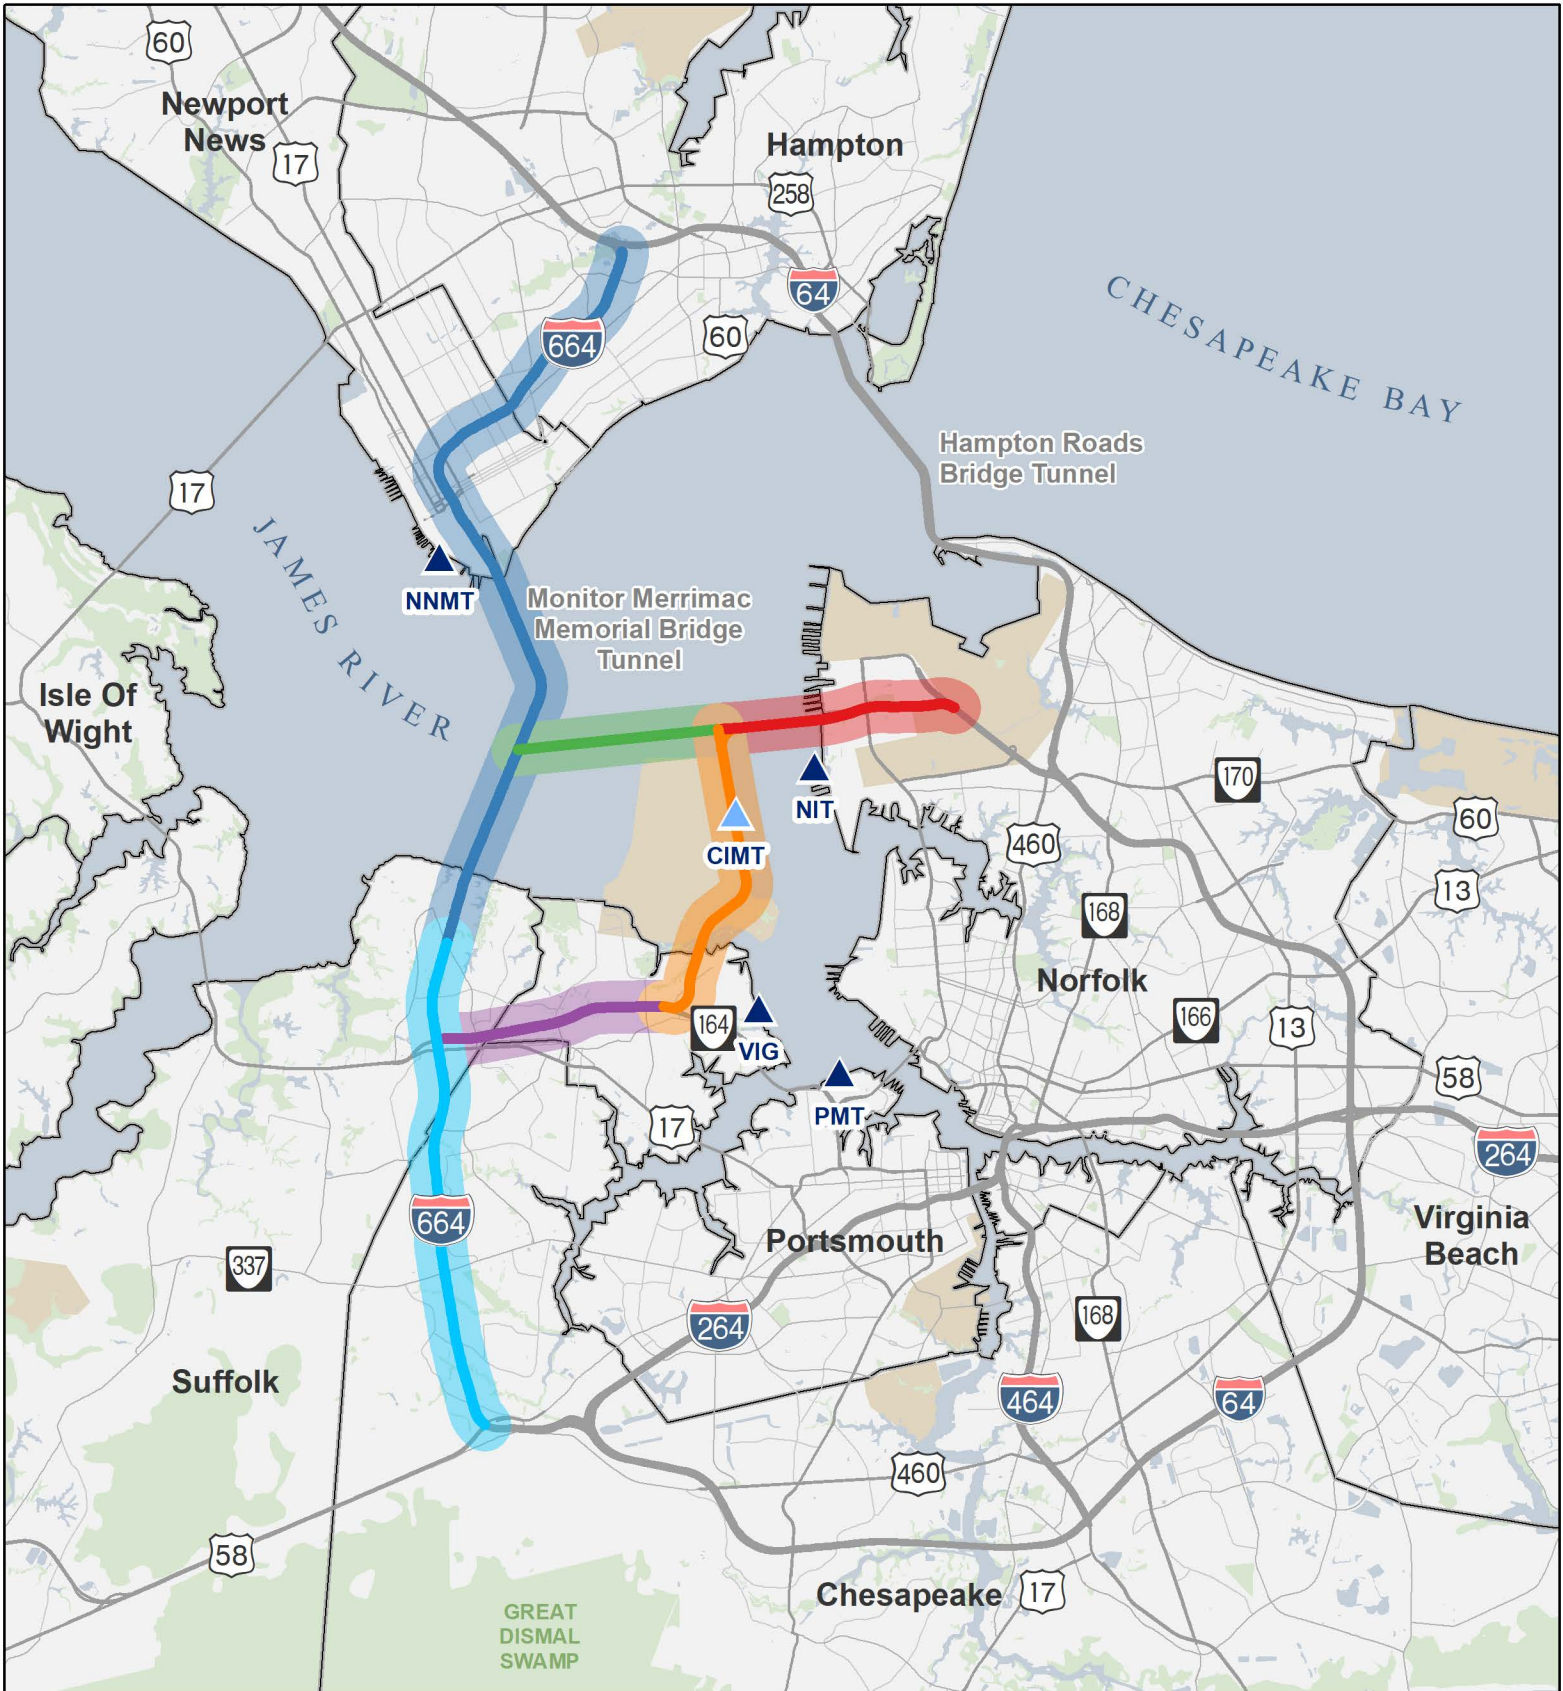 60
Newport
News
17
Hampton
258
64
664
60
CHESAPEAKE BAY
Hampton Roads
Bridge Tunnel
17
JAMES RIVER
NNMT
Monitor Merrimac
Memorial Bridge
Tunnel
Isle Of
Wight
NIT
170
60
460
CIMT
13
168
Norfolk
164
166
13
VIG
58
PMT
17
264
664
Portsmouth
Virginia
Beach
337
264
168
Suffolk
464
64
460
58
Chesapeake
17
GREAT
DISMAL
SWAMP